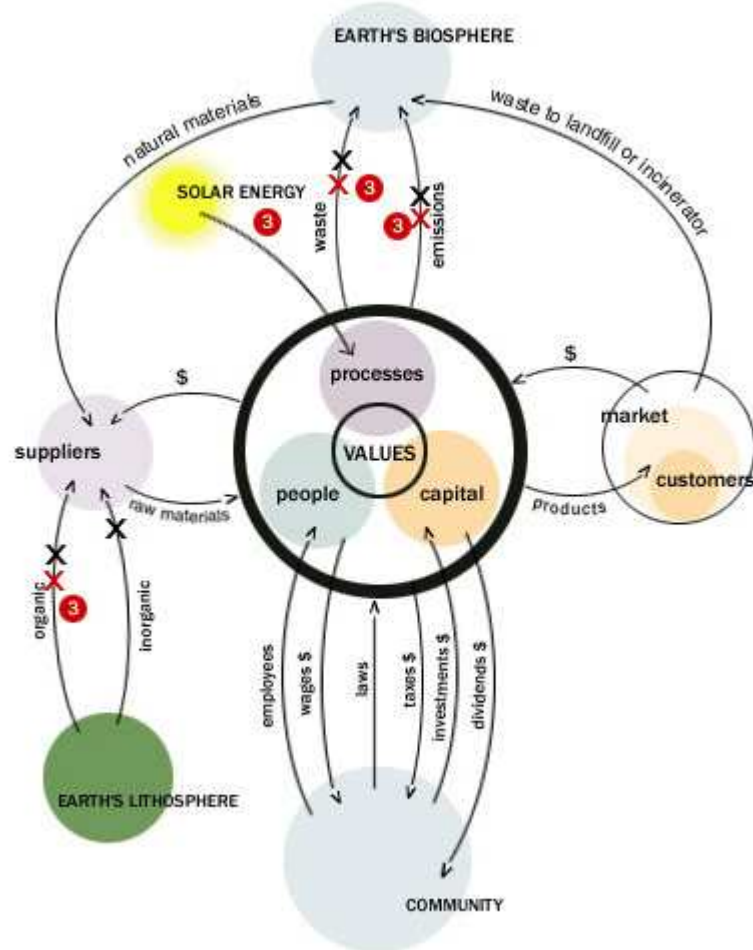 EARTH'S BIOSPHERE
natural materials
waste to landfill or incinerator
SOLAR ENERGY
3
3
3
waste
emissions
$
processes
$
market
suppliers
VALUES
customers
people
capital
raw materials
products
3
organic
inorganic
employees
wages $
laws
taxes $
investments $
dividends $
EARTH'S LITHOSPHERE
COMMUNITY